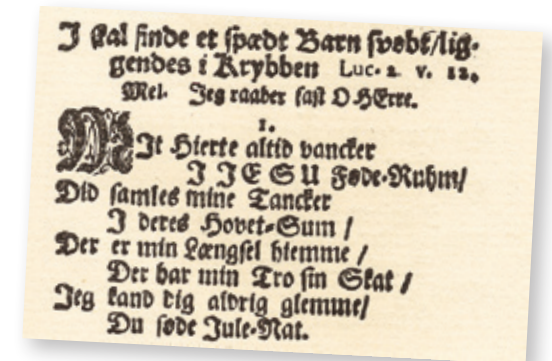 I skal finde et spædt Barn svøbt/lig-
gendes i Krybben Luc. 2 v. 12.
Mel. Jeg raaber fast O HErre.
1.
MIt Hierte altid vancker
I JESU Føde-Ruhm/
Did samles mine Tancker
I deres Hovet-Sum /
Der er min Længsel hiemme /
Der har min Tro sin Skat /
Jeg kand dig aldrig glemme/
Du søde Jule-Nat.